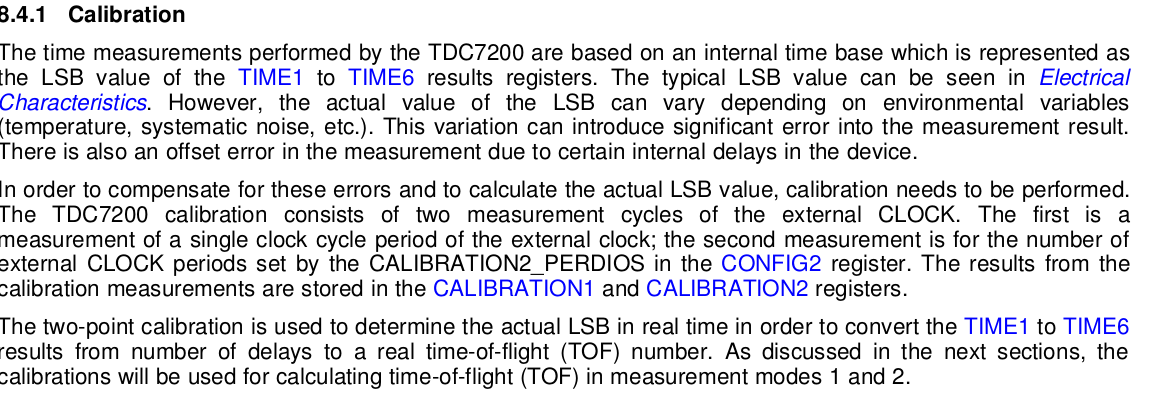 8.4.1 Calibration
The time measurements performed by the TDC7200 are based on an internal time base which is represented as
the LSB value of the TIME1 to TIME6 results registers. The typical LSB value can be seen in Electrical
Characteristics. However, the actual value of the LSB can vary depending on environmental variables
(temperature, systematic noise, etc.). This variation can introduce significant error into the measurement result.
There is also an offset error in the measurement due to certain internal delays in the device.
In order to compensate for these errors and to calculate the actual LSB value, calibration needs to be performed.
The TDC7200 calibration consists of two measurement cycles of the external CLOCK. The first is a
measurement of a single clock cycle period of the external clock; the second measurement is for the number of
external CLOCK periods set by the CALIBRATION2_PERDIOS in the CONFIG2 register. The results from the
calibration measurements are stored in the CALIBRATION1 and CALIBRATION2 registers.
The two-point calibration is used to determine the actual LSB in real time in order to convert the TIME1 to TIME6
results from number of delays to a real time-of-flight (TOF) number. As discussed in the next sections, the
calibrations will be used for calculating time-of-flight (TOF) in measurement modes 1 and 2.